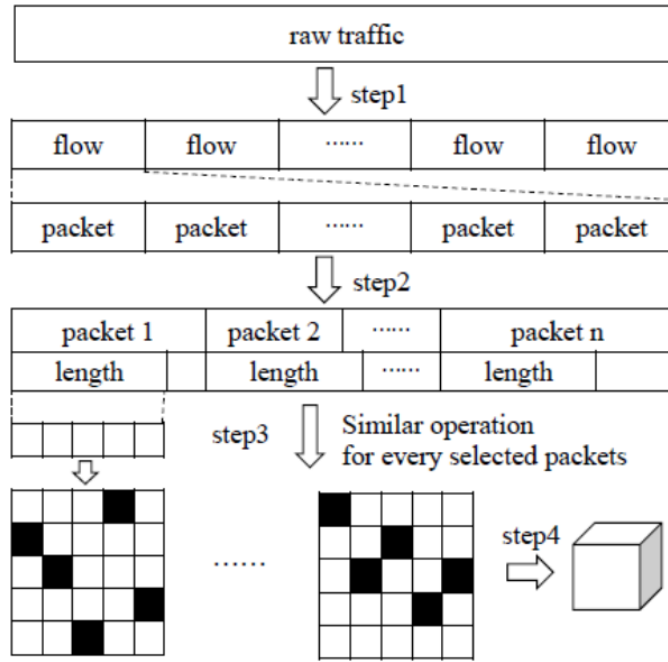 raw traffic
step1
flow flow ...... flow flow
packet packet ...... packet packet
step2
packet 1 packet 2 ...... packet n
length length ...... length
step3 Similar operation
for every selected packets
...... step4